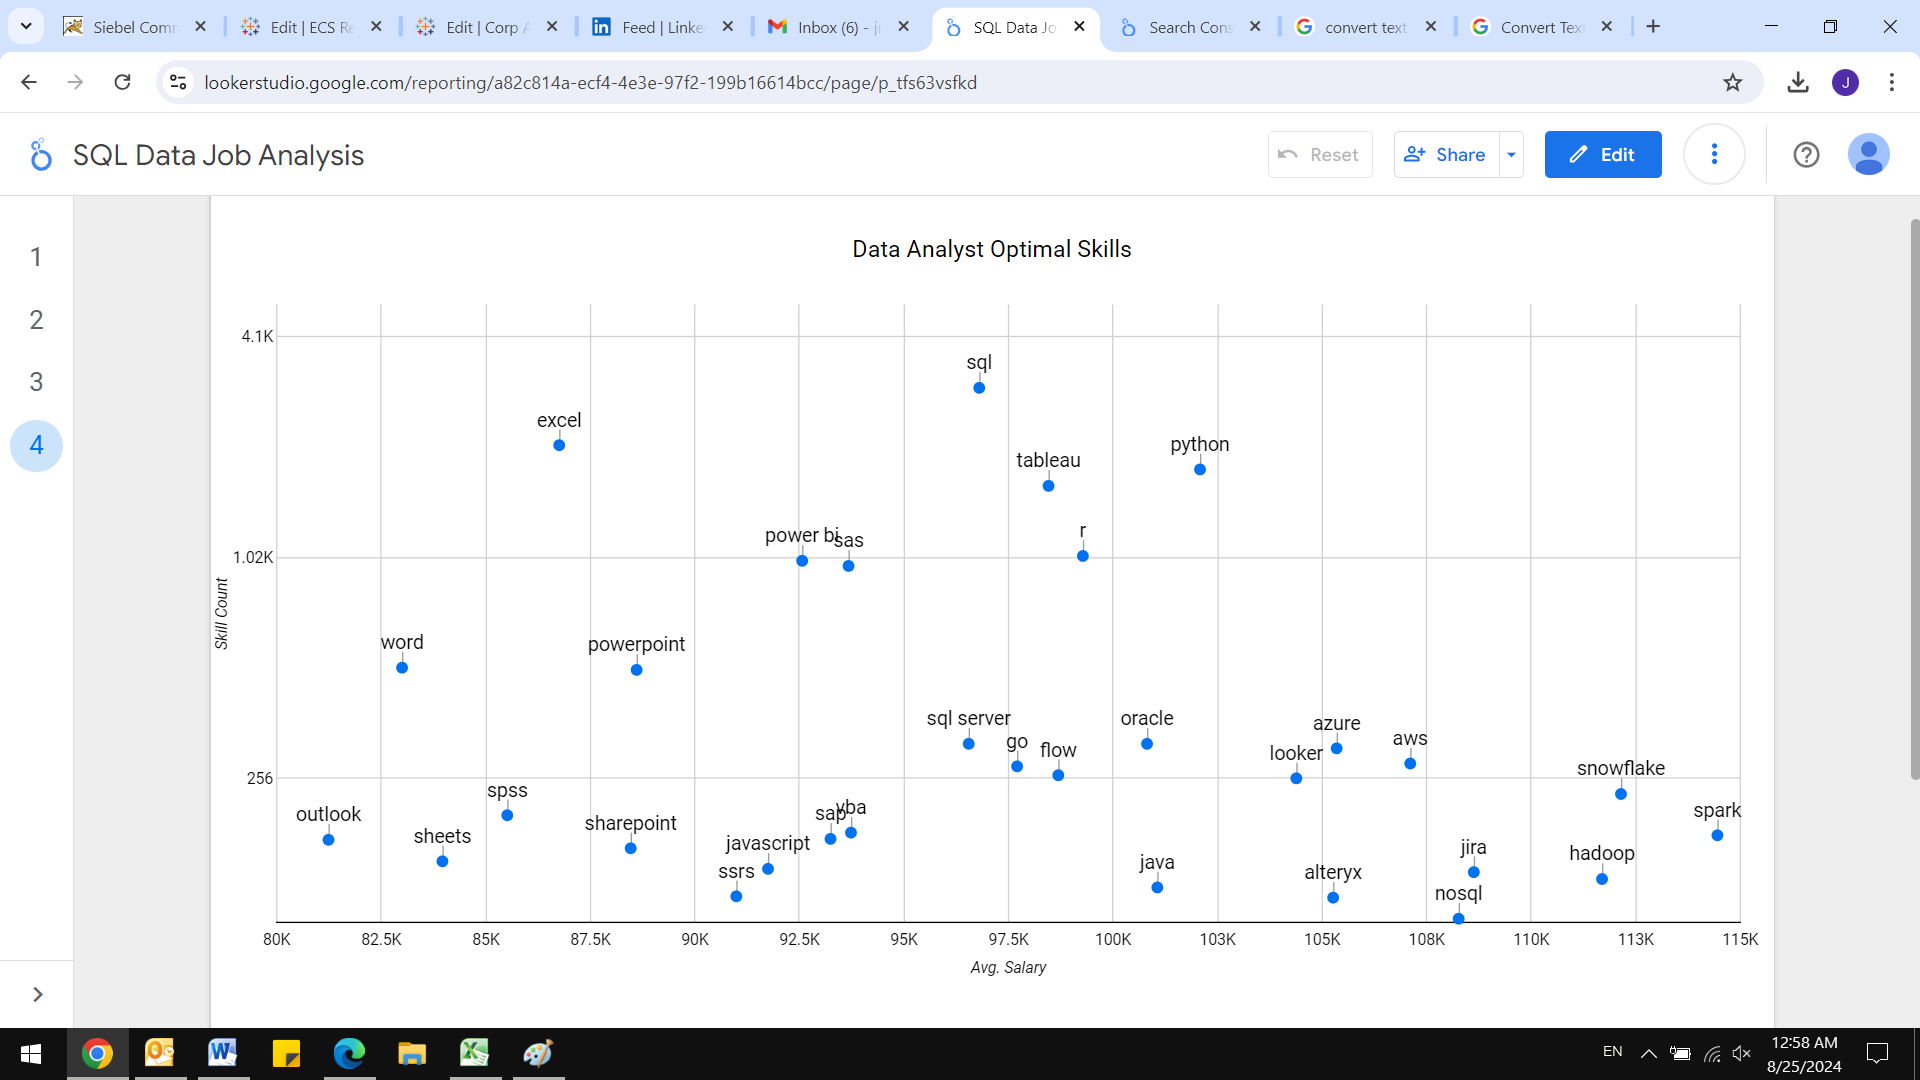 Siebel Com
Edit | ECS Re
Edit | Corp A
Feed | Linke
Inbox (6) - j
SQL Data Jo
Search Cons
convert text
Convert Tex
lookerstudio.google.com/reporting/a82c814a-ecf4-4e3e-97f2-199b16614bcc/page/p_tfs63vsfkd
J
SQL Data Job Analysis
Reset
Share
Edit
1
2
3
4
Data Analyst Optimal Skills
4.1K
1.02K
256
Skill Count
sql
excel
python
tableau
r
power bi
sas
word
powerpoint
sql server
oracle
azure
go
flow
aws
looker
snowflake
spss
outlook
vba
sap
spark
sharepoint
sheets
javascript
jira
hadoop
java
ssrs
alteryx
nosql
80K
82.5K
85K
87.5K
90K
92.5K
95K
97.5K
100K
103K
105K
108K
110K
113K
115K
Avg. Salary
EN
12:58 AM
8/25/2024